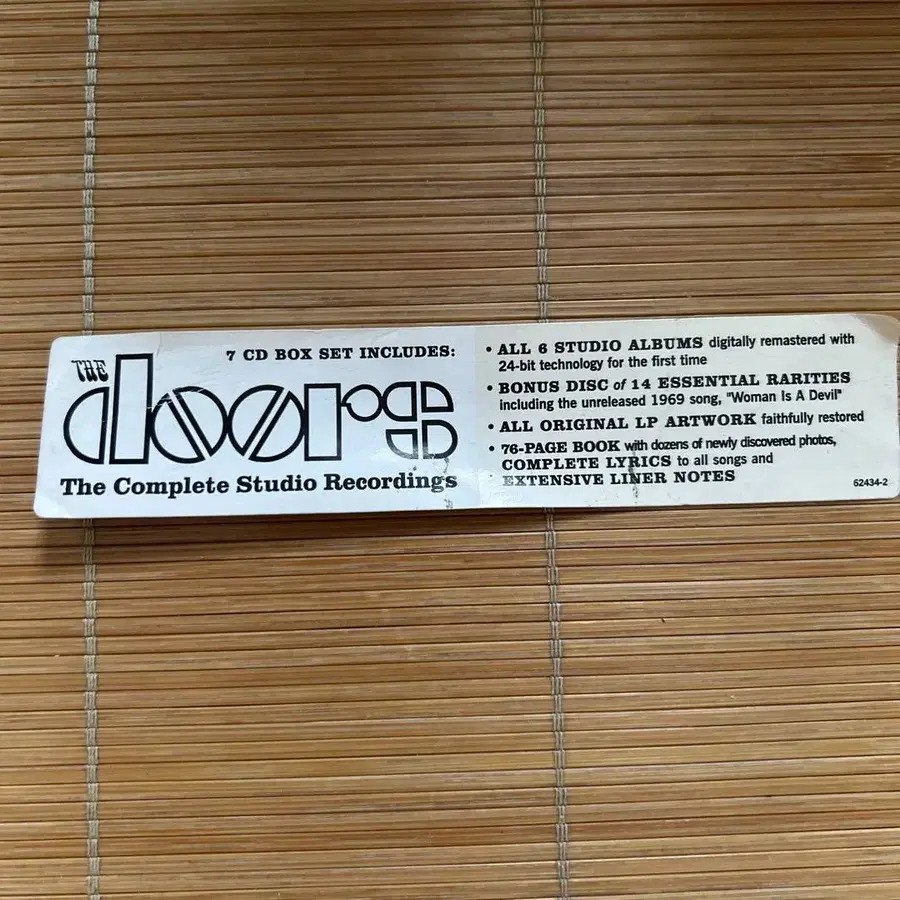 THE
doors
The Complete Studio Recordings
7 CD BOX SET INCLUDES:
• ALL 6 STUDIO ALBUMS digitally remastered with
24-bit technology for the first time
• BONUS DISC of 14 ESSENTIAL RARITIES
including the unreleased 1969 song, "Woman Is A Devil"
• ALL ORIGINAL LP ARTWORK faithfully restored
• 76-PAGE BOOK with dozens of newly discovered photos,
COMPLETE LYRICS to all songs and
EXTENSIVE LINER NOTES
62434-2